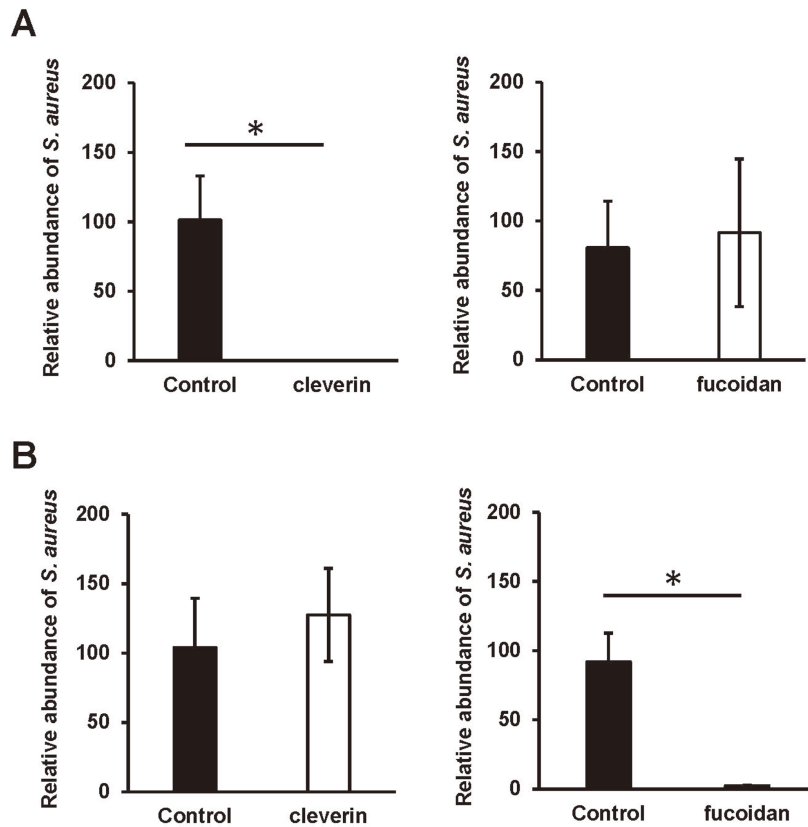 A
Relative abundance of S. aureus
200
150
100
50
0
*
Control
cleverin
Relative abundance of S. aureus
200
150
100
50
0
Control
fucoidan
B
Relative abundance of S. aureus
200
150
100
50
0
Control
cleverin
Relative abundance of S. aureus
200
150
100
50
0
*
Control
fucoidan